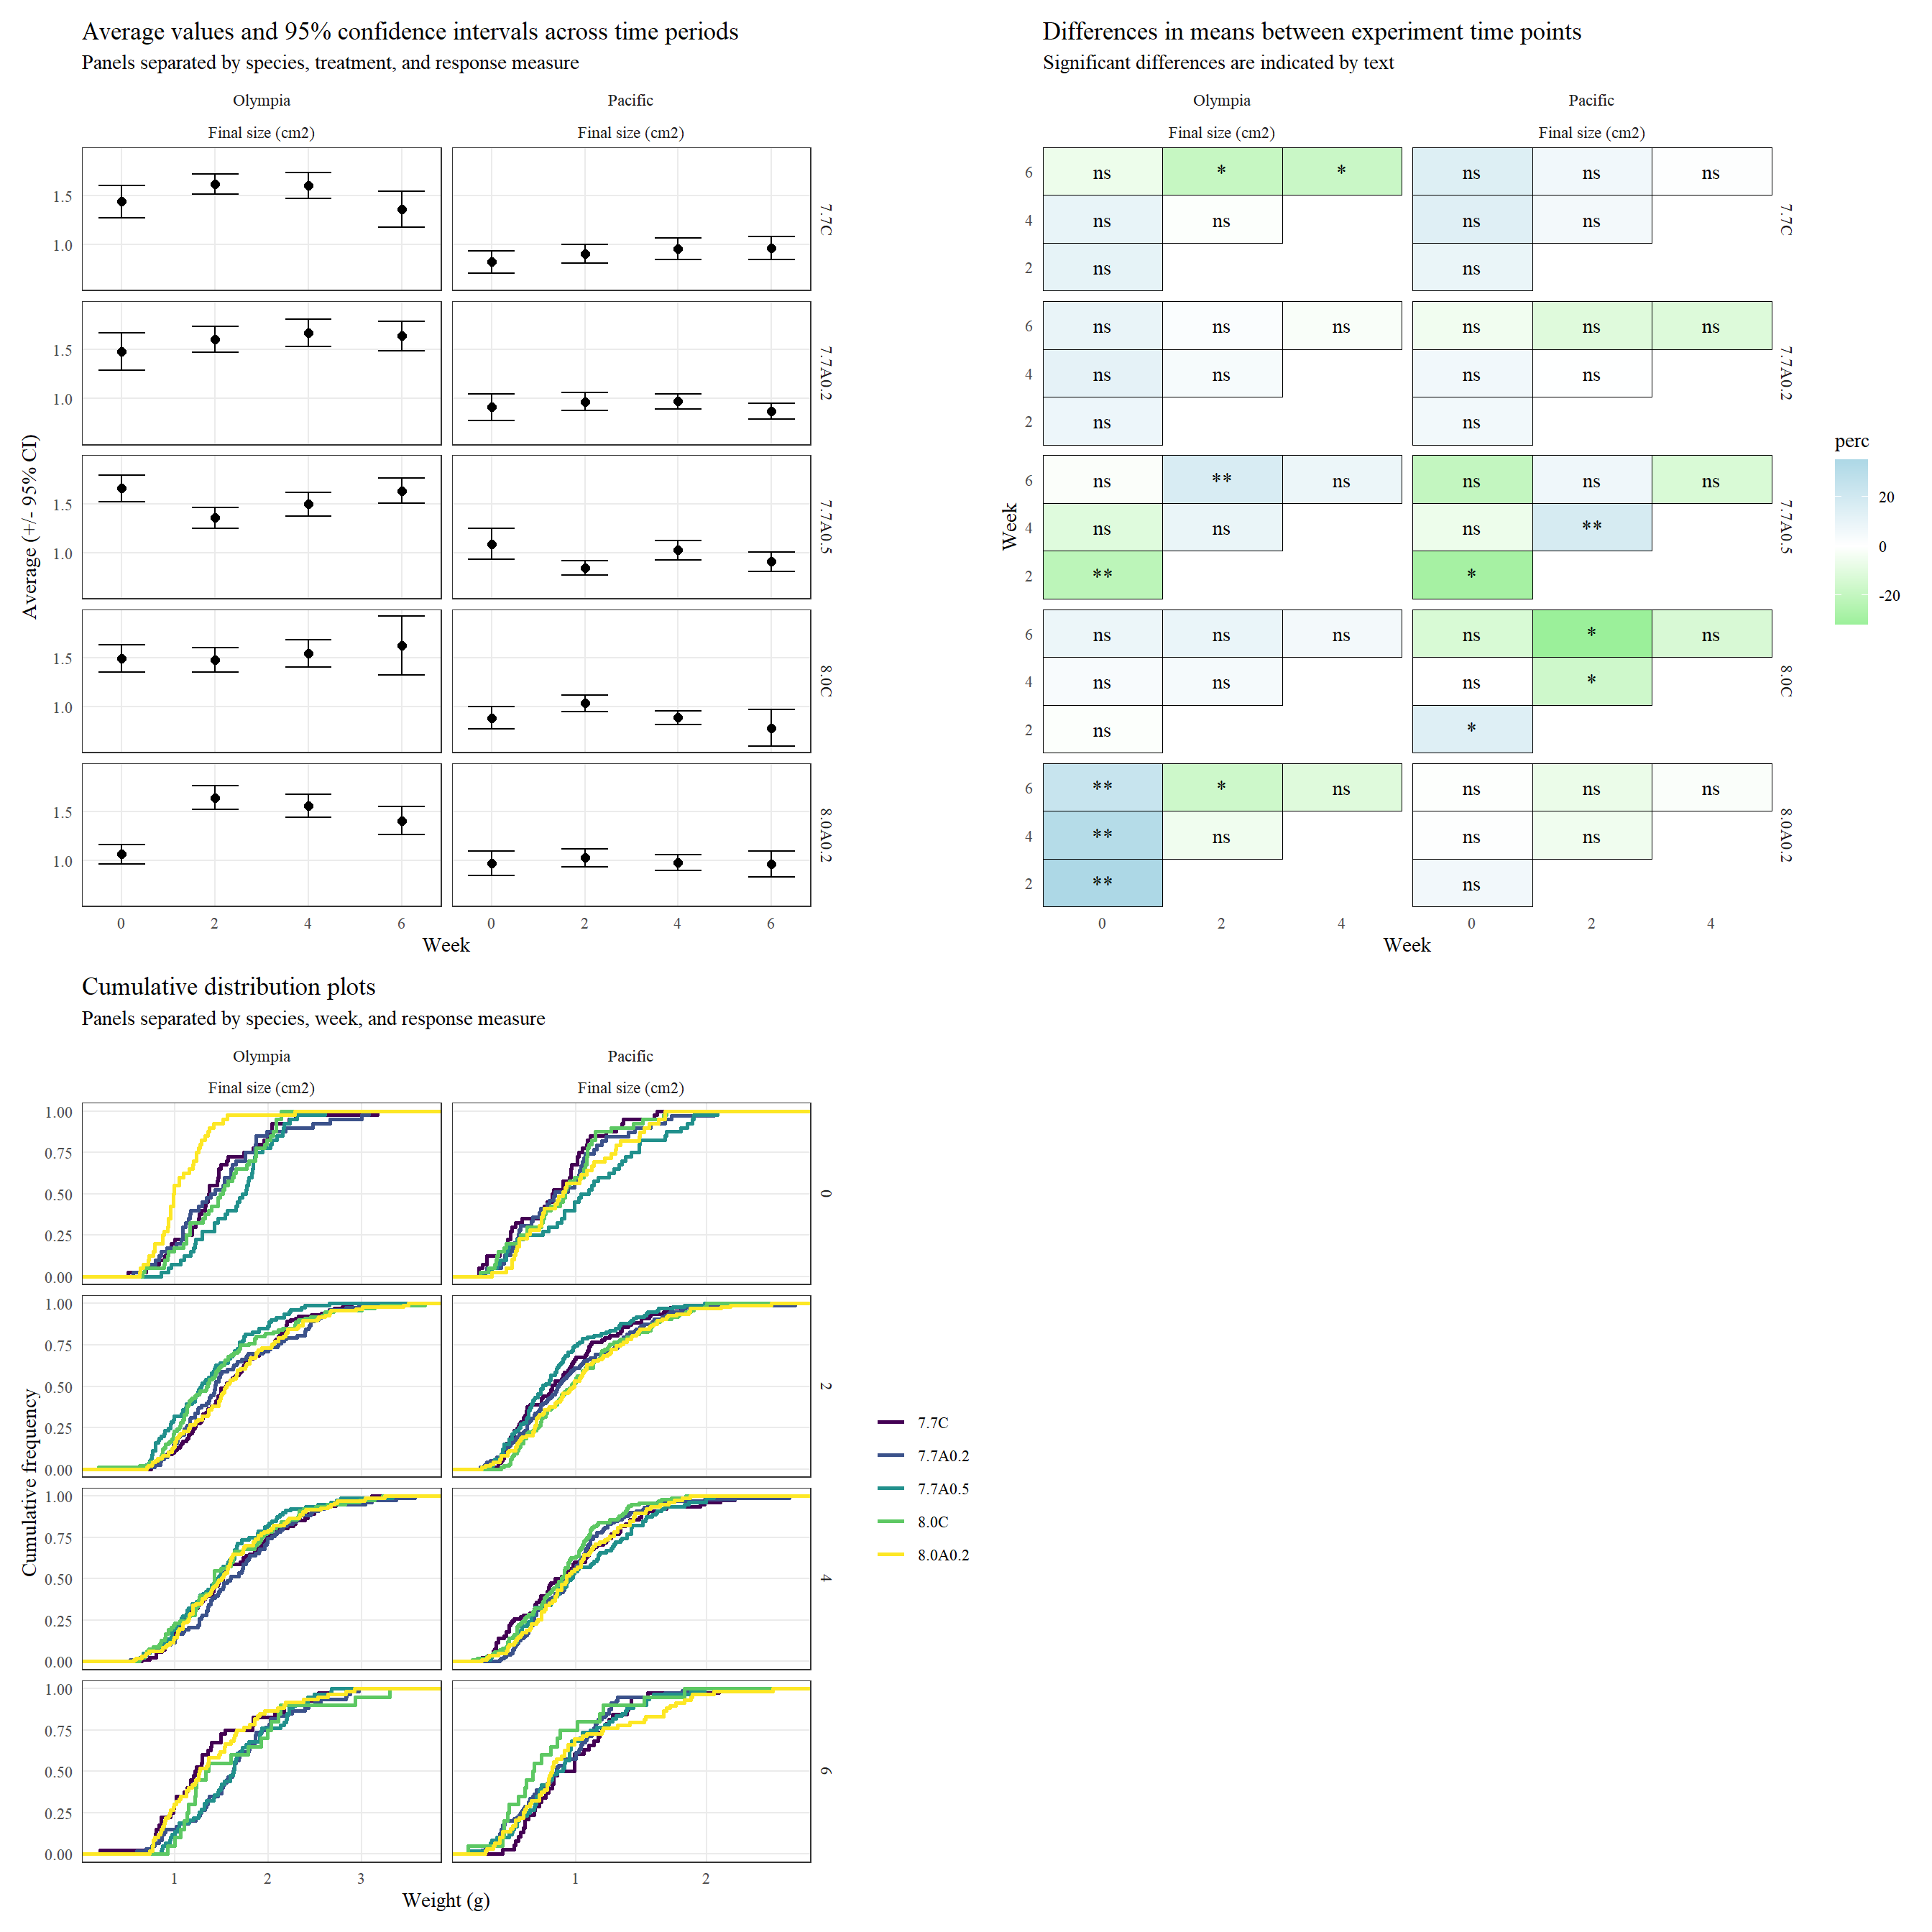 Average values and 95% confidence intervals across time periods
Panels separated by species, treatment, and response measure
Olympia Pacific
Final size (cm2) Final size (cm2)
Average (+/- 95% CI)
1.5
1.0
7.7C
1.5
1.0
7.7A0.2
1.5
1.0
7.7A0.5
1.5
1.0
8.0C
1.5
1.0
8.0A0.2
0 2 4 6 0 2 4 6
Week
Differences in means between experiment time points
Significant differences are indicated by text
Olympia Pacific
Final size (cm2) Final size (cm2)
Week
6 ns * * ns ns ns
4 ns ns ns ns
2 ns ns
7.7C
6 ns ns ns ns ns ns
4 ns ns ns ns
2 ns ns
7.7A0.2
6 ns ** ns ns ns ns
4 ns ns ns **
2 ** *
7.7A0.5
6 ns ns ns ns * ns
4 ns ns ns *
2 ns *
8.0C
6 ** * ns ns ns ns
4 ** ns ns ns
2 ** ns
8.0A0.2
0 2 4 0 2 4
Week
perc
20
0
-20
Cumulative distribution plots
Panels separated by species, week, and response measure
Olympia Pacific
Final size (cm2) Final size (cm2)
Cumulative frequency
1.00
0.75
0.50
0.25
0.00
0
1.00
0.75
0.50
0.25
0.00
2
1.00
0.75
0.50
0.25
0.00
4
1.00
0.75
0.50
0.25
0.00
6
1 2 3 1 2
Weight (g)
7.7C
7.7A0.2
7.7A0.5
8.0C
8.0A0.2